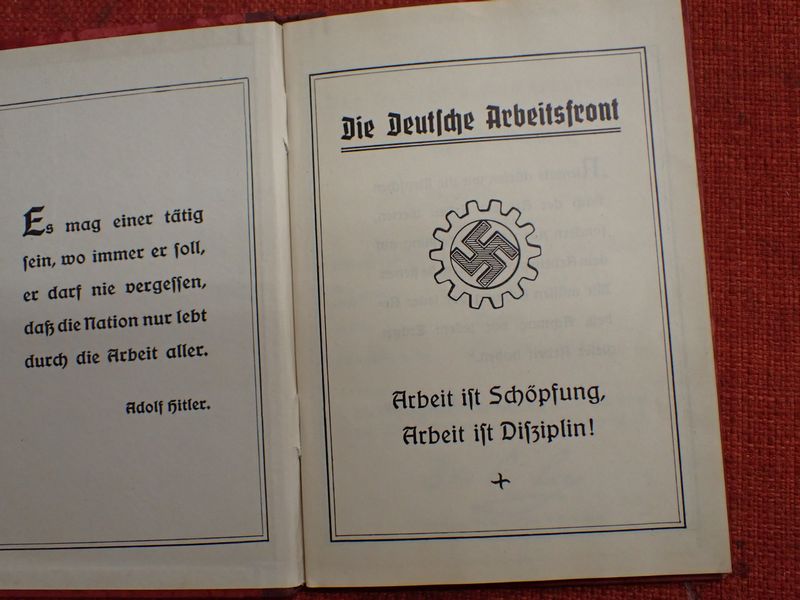 Es mag einer tätig
sein, wo immer er soll,
er darf nie vergessen,
daß die Nation nur lebt
durch die Arbeit aller.
Adolf Hitler.
Die Deutsche Arbeitsfront
Arbeit ist Schöpfung,
Arbeit ist Disziplin!